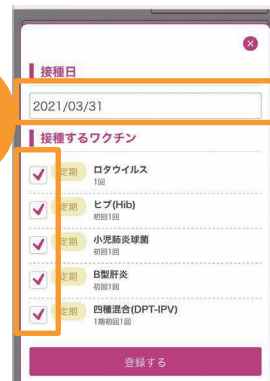 接種日
2021/03/31
接種するワクチン
定期 ロタウイルス
1回
定期 ヒブ(Hib)
初回1回
定期 小児肺炎球菌
初回1回
定期 B型肝炎
初回1回
定期 四種混合(DPT-IPV)
1期初回1回
登録する